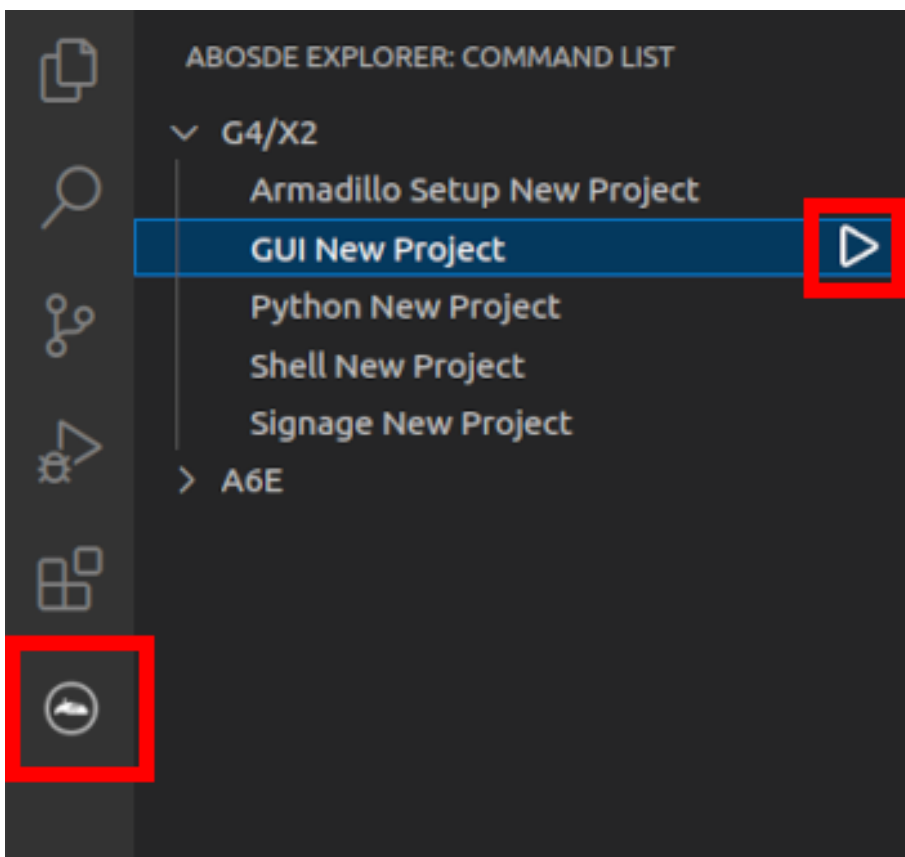 ABOSDE EXPLORER: COMMAND LIST
G4/X2
Armadillo Setup New Project
GUI New Project
Python New Project
Shell New Project
Signage New Project
A6E